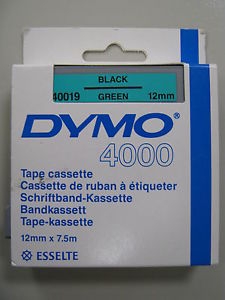 BLACK
40019 GREEN 12mm
DYMO
4000
Tape cassette
Cassette de ruban à étiqueter
Schriftband-Kassette
Bandkassett
Tape-kassette
12mm x 7.5m
ESSELTE